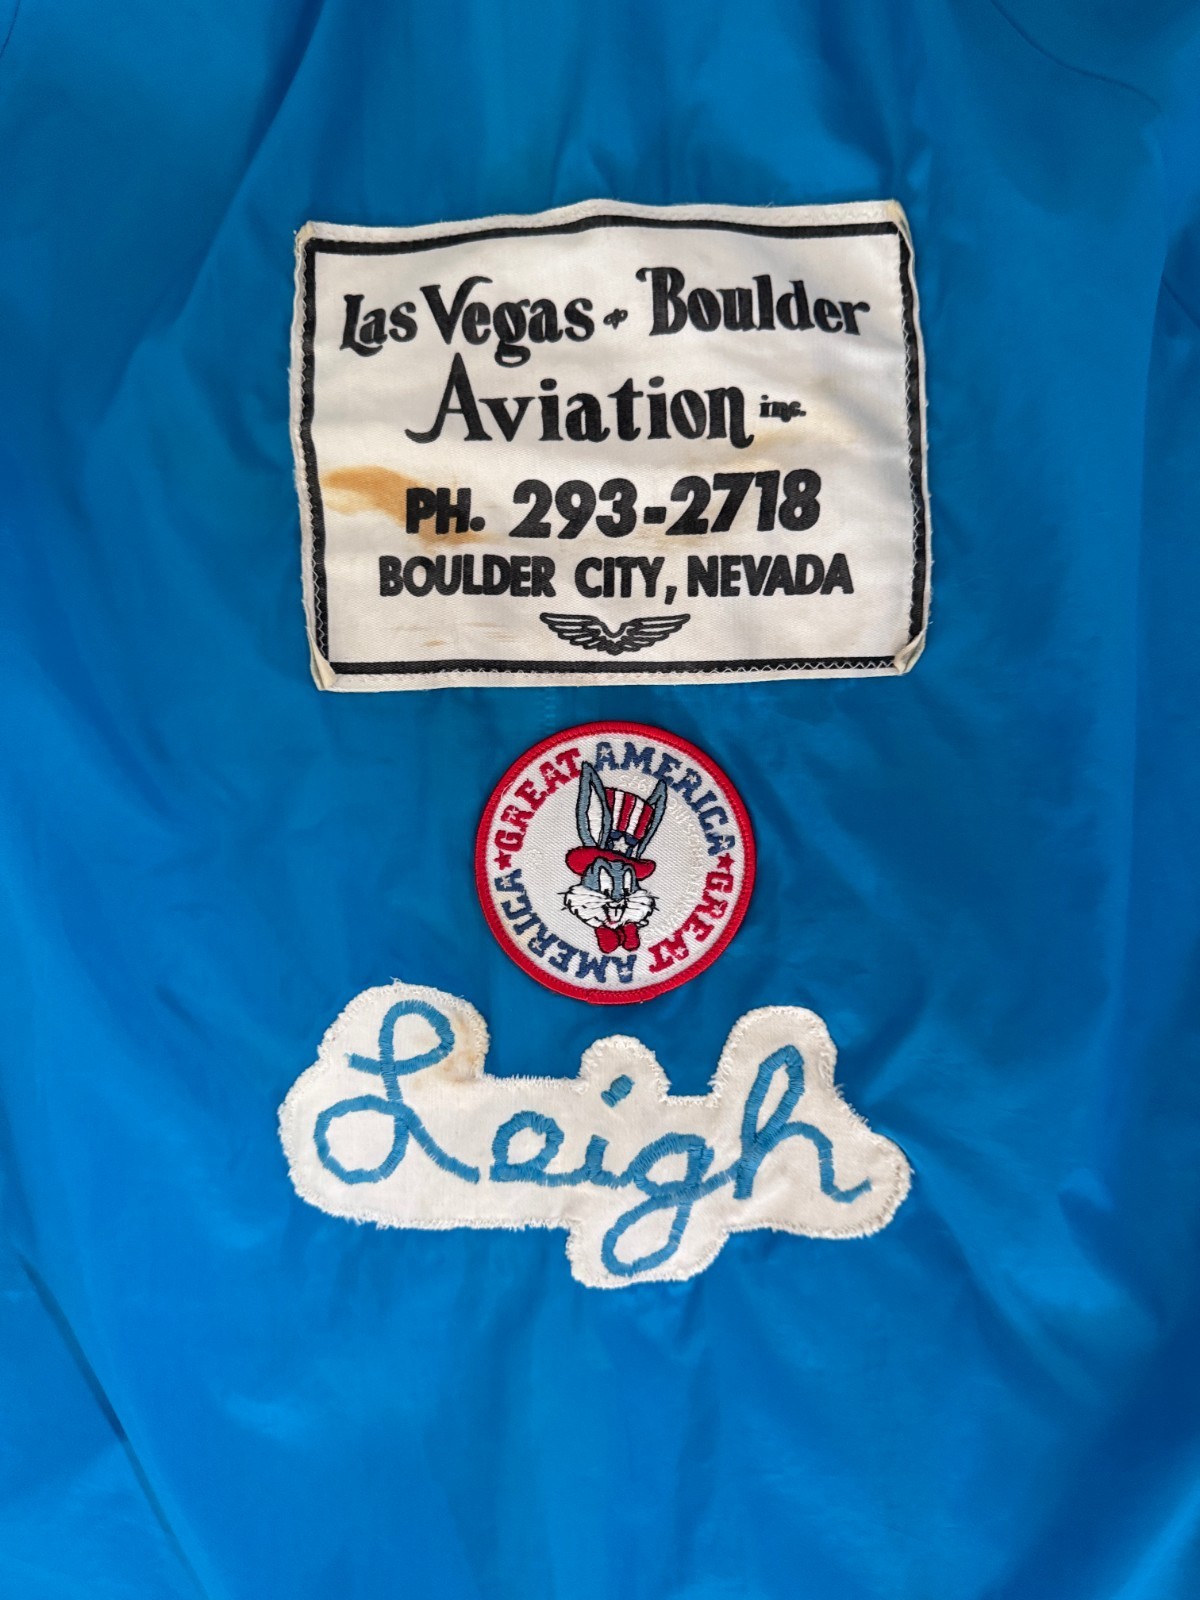 Las Vegas & Boulder
Aviation inc.
PH. 293-2718
BOULDER CITY, NEVADA
★GREAT AMERICA★GREAT AMERICA
Leigh